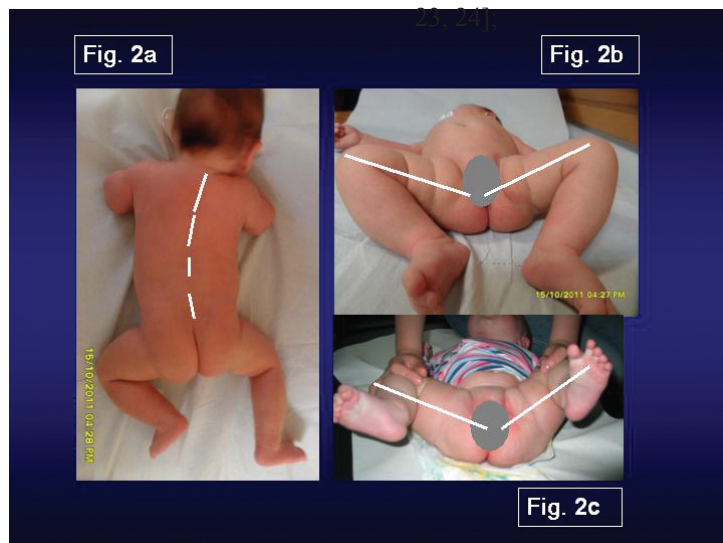 23, 24];
Fig. 2a
Fig. 2b
15/10/2011 04:28 PM
15/10/2011 04:27 PM
Fig. 2c